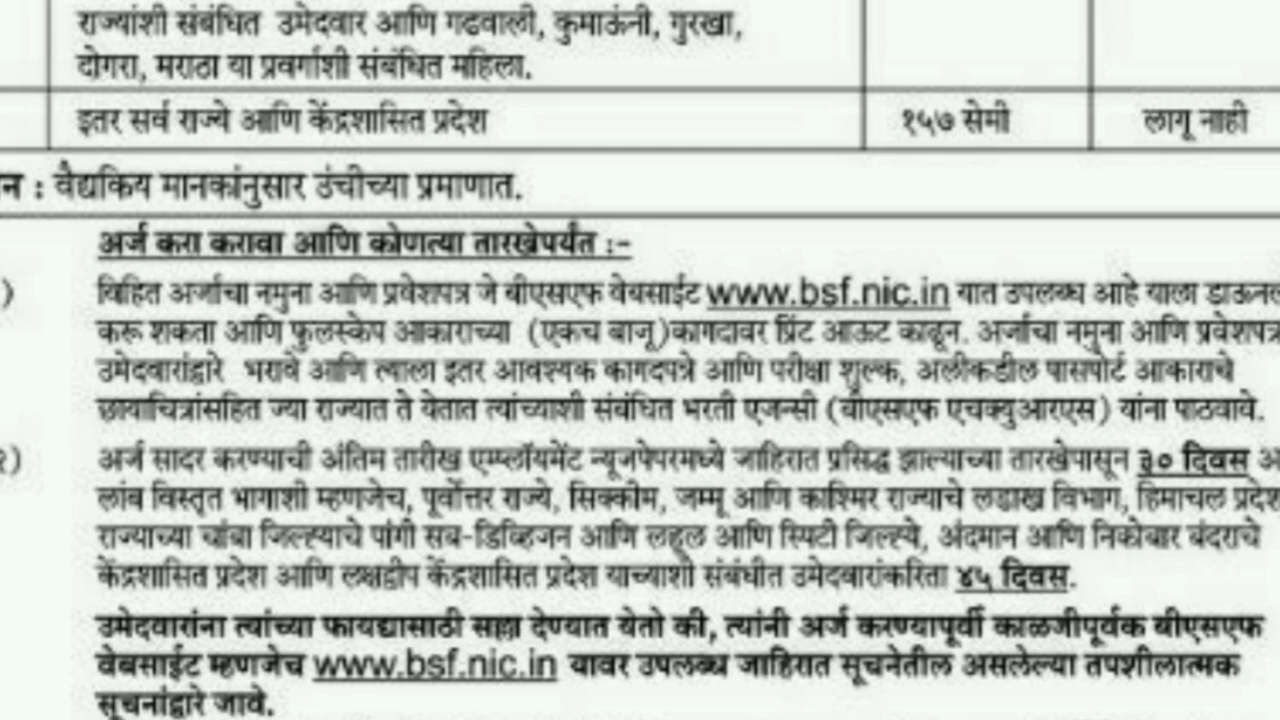 राज्यांशी संबंधित उमेदवार आणि गढवाली, कुमाऊंनी, गुरखा,
दोगरा, मराठा या प्रवर्गाशी संबंधित महिला.
इतर सर्व राज्ये आणि केंद्रशासित प्रदेश १५७ सेमी लागू नाही
न : वैद्यकिय मानकांनुसार उंचीच्या प्रमाणात.
अर्ज करा करावा आणि कोणत्या तारखेपर्यंत :-
) विहित अर्जाचा नमुना आणि प्रवेशपत्र जे बीएसएफ वेबसाईट www.bsf.nic.in यात उपलब्ध आहे याला डाऊनल
करू शकता आणि फुलस्केप आकाराच्या (एकच बाजू)कागदावर प्रिंट आऊट काढून. अर्जाचा नमुना आणि प्रवेशपत्र
उमेदवारांद्वारे भरावे आणि त्याला इतर आवश्यक कागदपत्रे आणि परीक्षा शुल्क, अलीकडील पासपोर्ट आकाराचे
छायाचित्रांसहित ज्या राज्यात ते येतात त्यांच्याशी संबंधित भरती एजन्सी (बीएसएफ एचक्युआरएस) यांना पाठवावे.
२) अर्ज सादर करण्याची अंतिम तारीख एम्प्लॉयमेंट न्यूजपेपरमध्ये जाहिरात प्रसिद्ध झाल्याच्या तारखेपासून ३० दिवस अ
लांब विस्तृत भागाशी म्हणजेच, पूर्वोत्तर राज्ये, सिक्कीम, जम्मू आणि काश्मिर राज्याचे लडाख विभाग, हिमाचल प्रदेश
राज्याच्या चांबा जिल्ह्याचे पांगी सब-डिव्हिजन आणि लहूल आणि स्पिटी जिल्ह्ये, अंदमान आणि निकोबार बंदराचे
केंद्रशासित प्रदेश आणि लक्षद्वीप केंद्रशासित प्रदेश याच्याशी संबंधीत उमेदवारांकरिता ४५ दिवस.
उमेदवारांना त्यांच्या फायद्यासाठी सल्ला देण्यात येतो की, त्यांनी अर्ज करण्यापूर्वी काळजीपूर्वक बीएसएफ
वेबसाईट म्हणजेच www.bsf.nic.in यावर उपलब्ध जाहिरात सूचनेतील असलेल्या तपशीलात्मक
सूचनांद्वारे जावे.